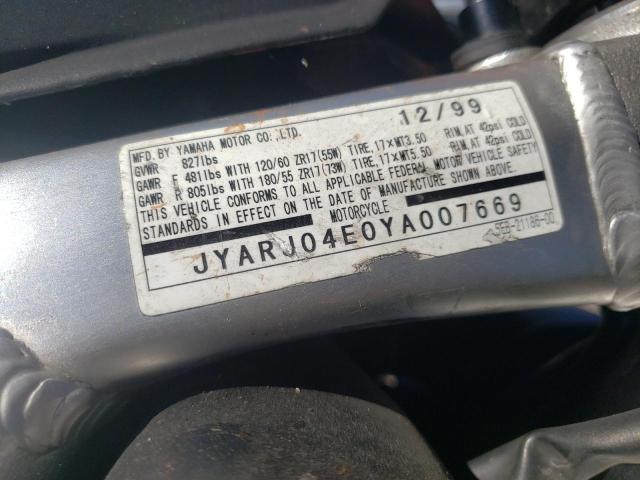 12/99
MFD. BY YAMAHA MOTOR CO., LTD.
GVWR 827lbs
GAWR F 481lbs WITH 120/60 ZR17(55W) TIRE, 17×MT3.50 RIM, AT 42psi COLD
GAWR R 805lbs WITH 180/55 ZR17(73W) TIRE, 17×MT5.50 RIM, AT 42psi COLD
THIS VEHICLE CONFORMS TO ALL APPLICABLE FEDERAL MOTOR VEHICLE SAFETY
STANDARDS IN EFFECT ON THE DATE OF MANUFACTURE SHOWN ABOVE.
MOTORCYCLE
JYARJ04E0YA007669
5EB-21186-00